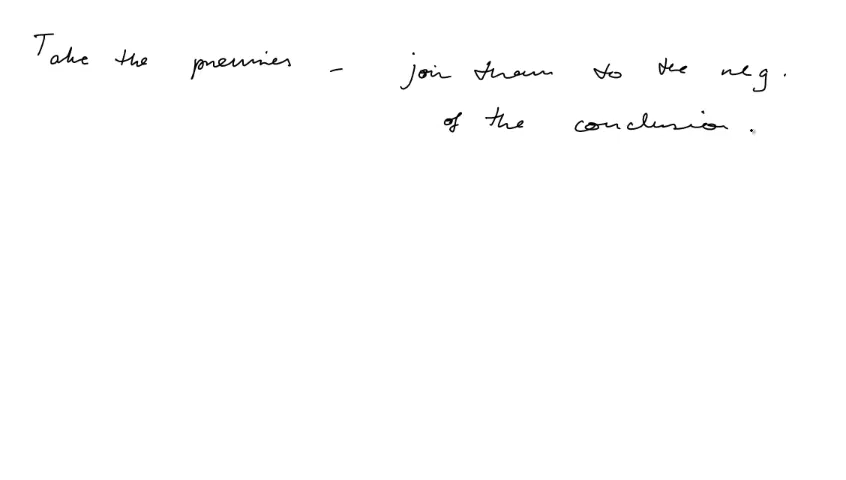 Take the premises - join them to the neg.
of the conclusion.